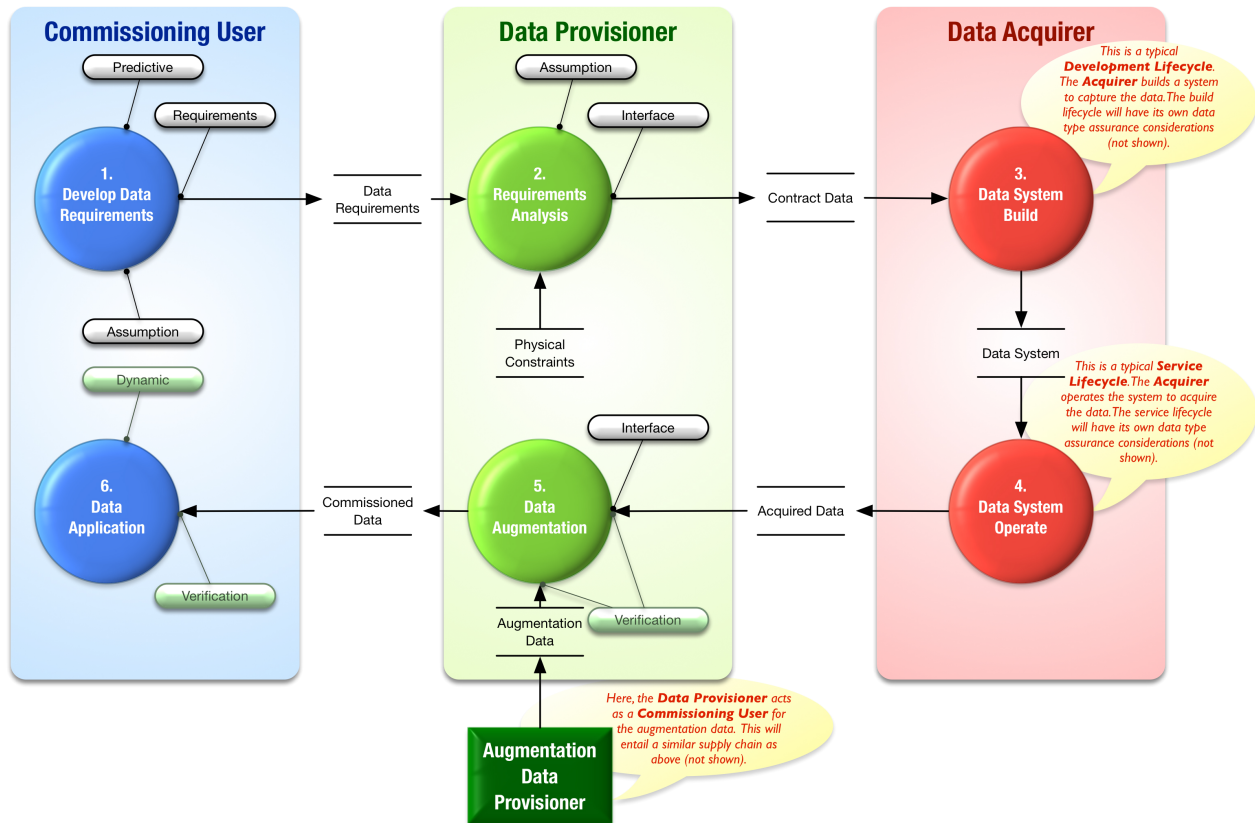 Commissioning User
Data Provisioner
Data Acquirer
Predictive
Requirements
1.
Develop Data
Requirements
Assumption
Data
Requirements
Assumption
Interface
2.
Requirements
Analysis
Physical
Constraints
Contract Data
This is a typical
Development Lifecycle.
The Acquirer builds a system
to capture the data. The build
lifecycle will have its own data
type assurance considerations
(not shown).
3.
Data System
Build
Data System
This is a typical Service
Lifecycle. The Acquirer
operates the system to acquire
the data. The service lifecycle
will have its own data type
assurance considerations (not
shown).
4.
Data System
Operate
Acquired Data
Interface
5.
Data
Augmentation
Verification
Augmentation
Data
Commissioned
Data
Dynamic
6.
Data
Application
Verification
Here, the Data Provisioner acts
as a Commissioning User for
the augmentation data. This will
entail a similar supply chain as
above (not shown).
Augmentation
Data
Provisioner